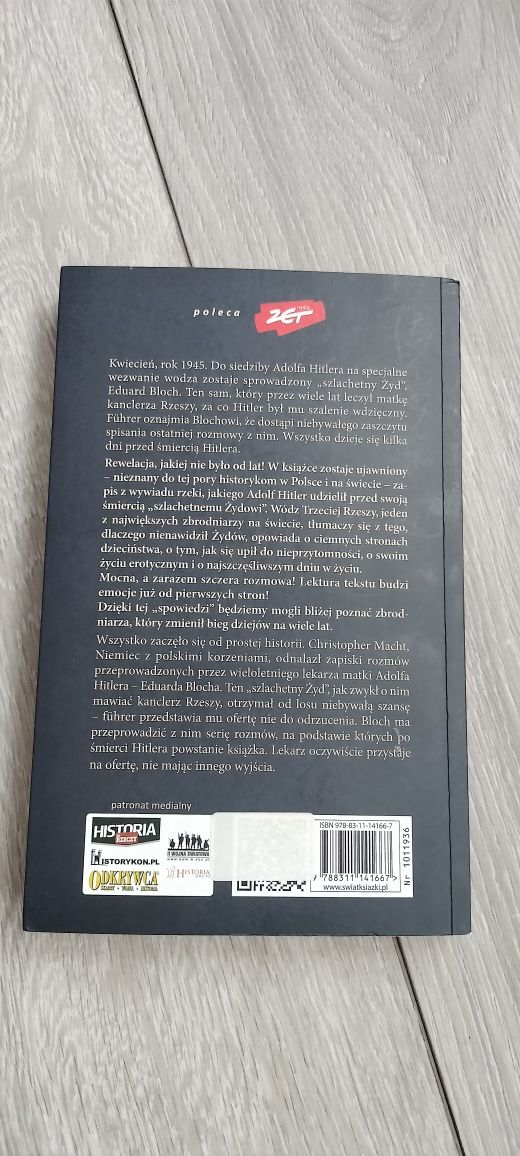 poleca
radio
ZET
Kwiecień, rok 1945. Do siedziby Adolfa Hitlera na specjalne
wezwanie wodza zostaje sprowadzony „szlachetny Żyd”,
Eduard Bloch. Ten sam, który przez wiele lat leczył matkę
kanclerza Rzeszy, za co Hitler był mu szalenie wdzięczny.
Führer oznajmia Blochowi, że dostąpi niebywałego zaszczytu
spisania ostatniej rozmowy z nim. Wszystko dzieje się kilka
dni przed śmiercią Hitlera.
Rewelacja, jakiej nie było od lat! W książce zostaje ujawniony
– nieznany do tej pory historykom w Polsce i na świecie – za-
pis z wywiadu rzeki, jakiego Adolf Hitler udzielił przed swoją
śmiercią „szlachetnemu Żydowi”. Wódz Trzeciej Rzeszy, jeden
z największych zbrodniarzy na świecie, tłumaczy się z tego,
dlaczego nienawidził Żydów, opowiada o ciemnych stronach
dzieciństwa, o tym, jak się upił do nieprzytomności, o swoim
życiu erotycznym i o najszczęśliwszym dniu w życiu.
Mocna, a zarazem szczera rozmowa! Lektura tekstu budzi
emocje już od pierwszych stron!
Dzięki tej „spowiedzi” będziemy mogli bliżej poznać zbrod-
niarza, który zmienił bieg dziejów na wiele lat.
Wszystko zaczęło się od prostej historii. Christopher Macht,
Niemiec z polskimi korzeniami, odnalazł zapiski rozmów
przeprowadzonych przez wieloletniego lekarza matki Adolfa
Hitlera – Eduarda Blocha. Ten „szlachetny Żyd”, jak zwykł o nim
mawiać kanclerz Rzeszy, otrzymał od losu niebywałą szansę
– führer przedstawia mu ofertę nie do odrzucenia. Bloch ma
przeprowadzić z nim serię rozmów, na podstawie których po
śmierci Hitlera powstanie książka. Lekarz oczywiście przystaje
na ofertę, nie mając innego wyjścia.
patronat medialny
HISTORIA
DO RZECZY
II WOJNA ŚWIATOWA
HISTORYKON.PL
HISTORIA
ODKRYWCA
ISBN 978-83-11-14166-7
788311 141667
www.swiatksiazki.pl
Nr 1011936